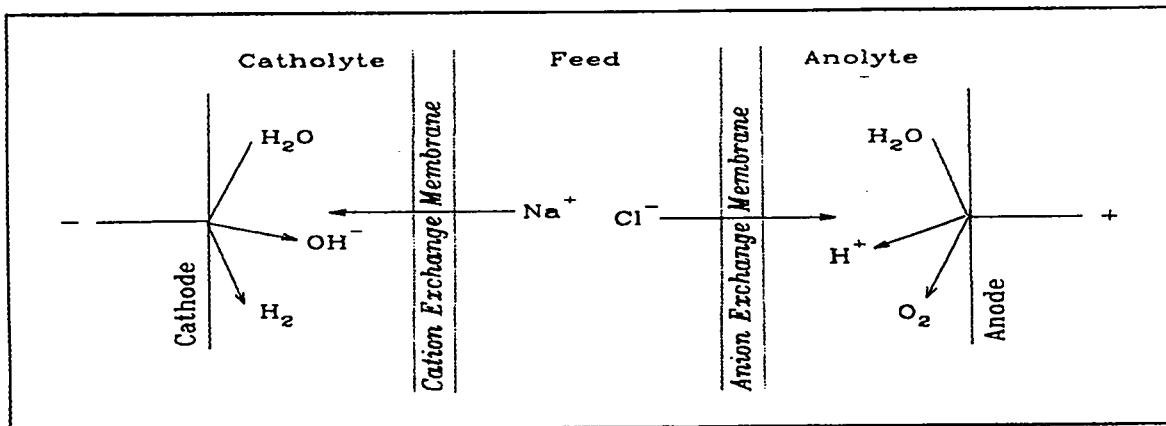 Catholyte
Feed
Anolyte
H₂O
H₂O
-
Na⁺
Cl⁻
+
OH⁻
H⁺
H₂
O₂
Cathode
Cation Exchange Membrane
Anion Exchange Membrane
Anode